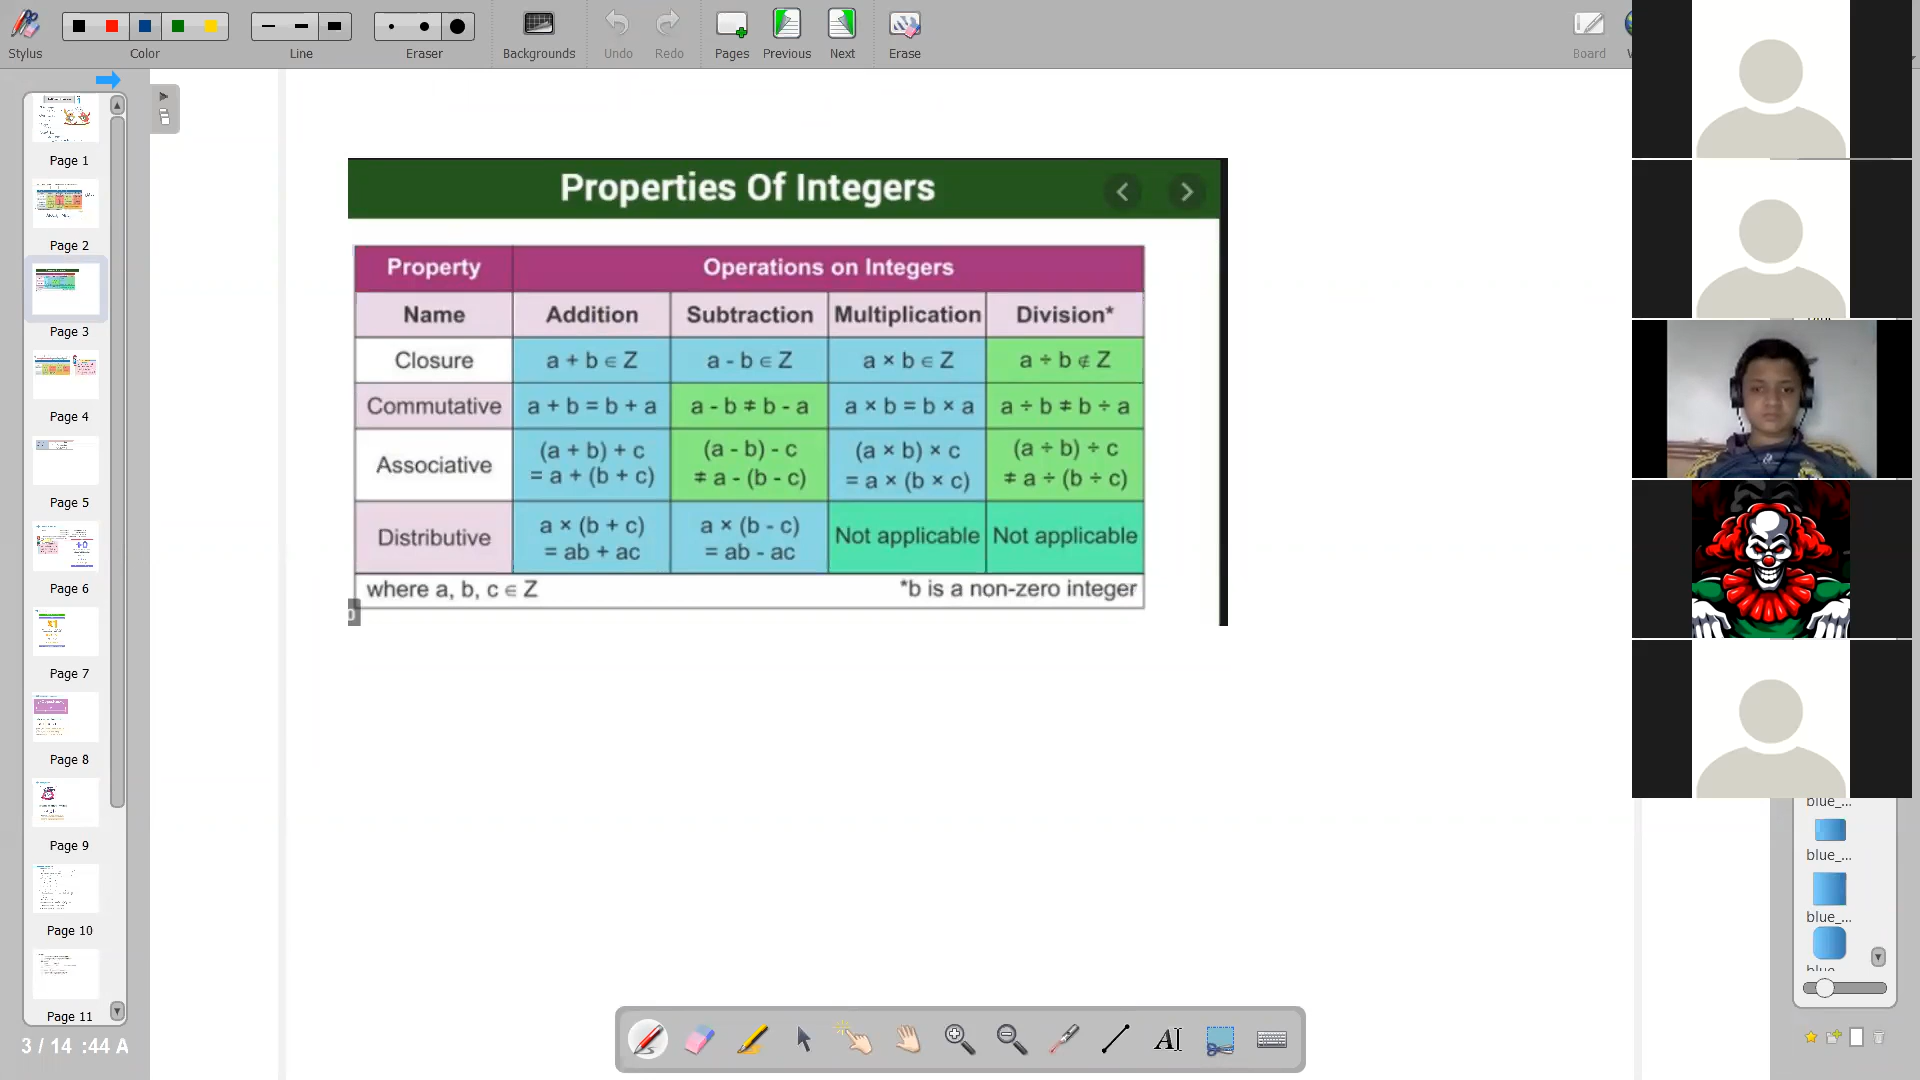 Stylus
Color
Line
Eraser
Backgrounds
Undo
Redo
Pages
Previous
Next
Erase
Board
Page 1
Page 2
Page 3
Page 4
Page 5
Page 6
Page 7
Page 8
Page 9
Page 10
Page 11
3 / 14 :44 A
Properties Of Integers
Property Operations on Integers
Name Addition Subtraction Multiplication Division*
Closure a + b ∈ Z a - b ∈ Z a × b ∈ Z a ÷ b ∉ Z
Commutative a + b = b + a a - b ≠ b - a a × b = b × a a ÷ b ≠ b ÷ a
Associative (a + b) + c = a + (b + c) (a - b) - c ≠ a - (b - c) (a × b) × c = a × (b × c) (a ÷ b) ÷ c ≠ a ÷ (b ÷ c)
Distributive a × (b + c) = ab + ac a × (b - c) = ab - ac Not applicable Not applicable
where a, b, c ∈ Z *b is a non-zero integer
blue_...
blue_...
blue_...